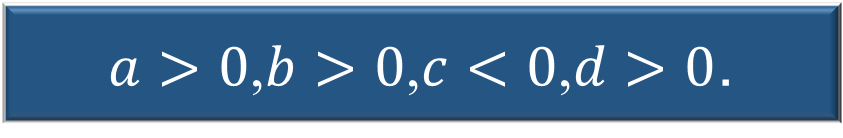 a > 0,b > 0,c < 0,d > 0.